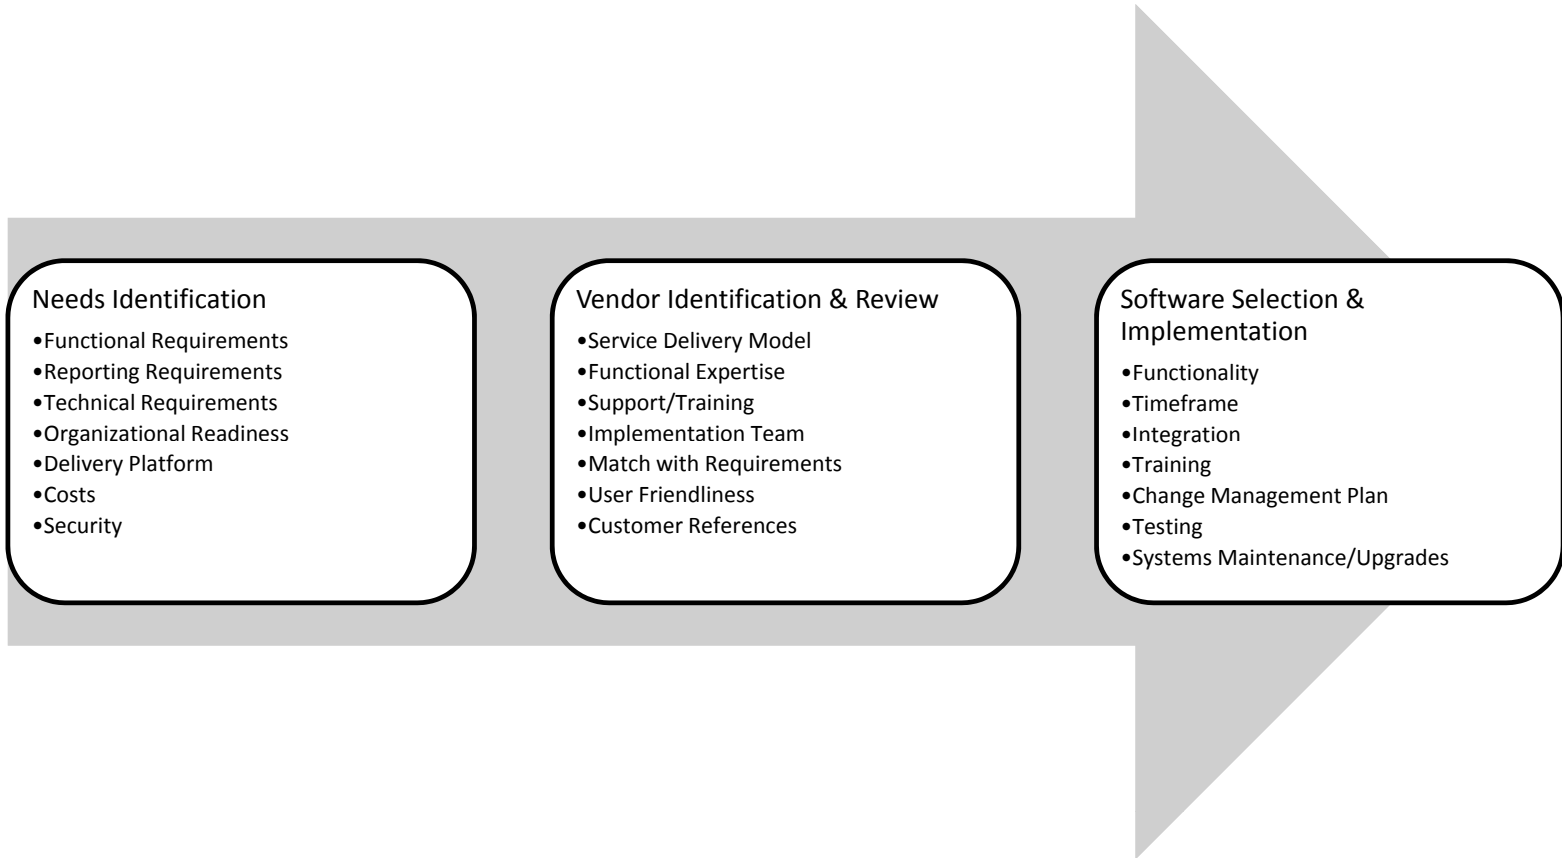 Needs Identification
•Functional Requirements
•Reporting Requirements
•Technical Requirements
•Organizational Readiness
•Delivery Platform
•Costs
•Security
Vendor Identification & Review
•Service Delivery Model
•Functional Expertise
•Support/Training
•Implementation Team
•Match with Requirements
•User Friendliness
•Customer References
Software Selection &
Implementation
•Functionality
•Timeframe
•Integration
•Training
•Change Management Plan
•Testing
•Systems Maintenance/Upgrades